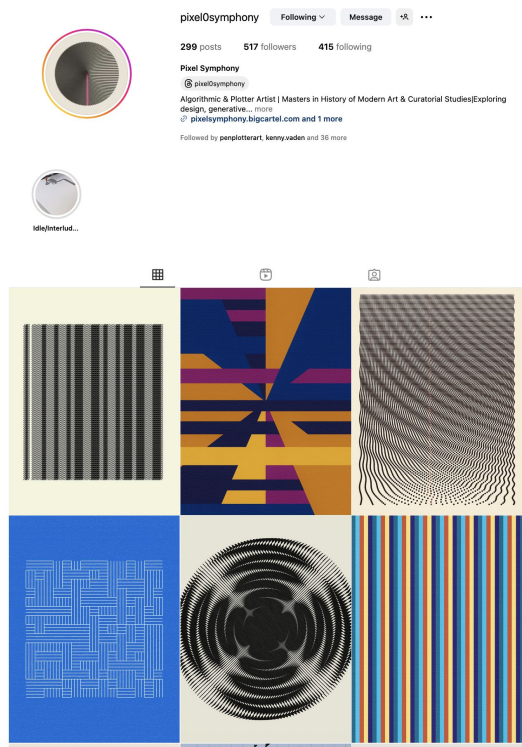 pixel0symphony Following Message
299 posts 517 followers 415 following
Pixel Symphony
pixel0symphony
Algorithmic & Plotter Artist | Masters in History of Modern Art & Curatorial Studies|Exploring
design, generative... more
pixelsymphony.bigcartel.com and 1 more
Followed by penplotterart, kenny.vaden and 36 more
Idle/Interlud...